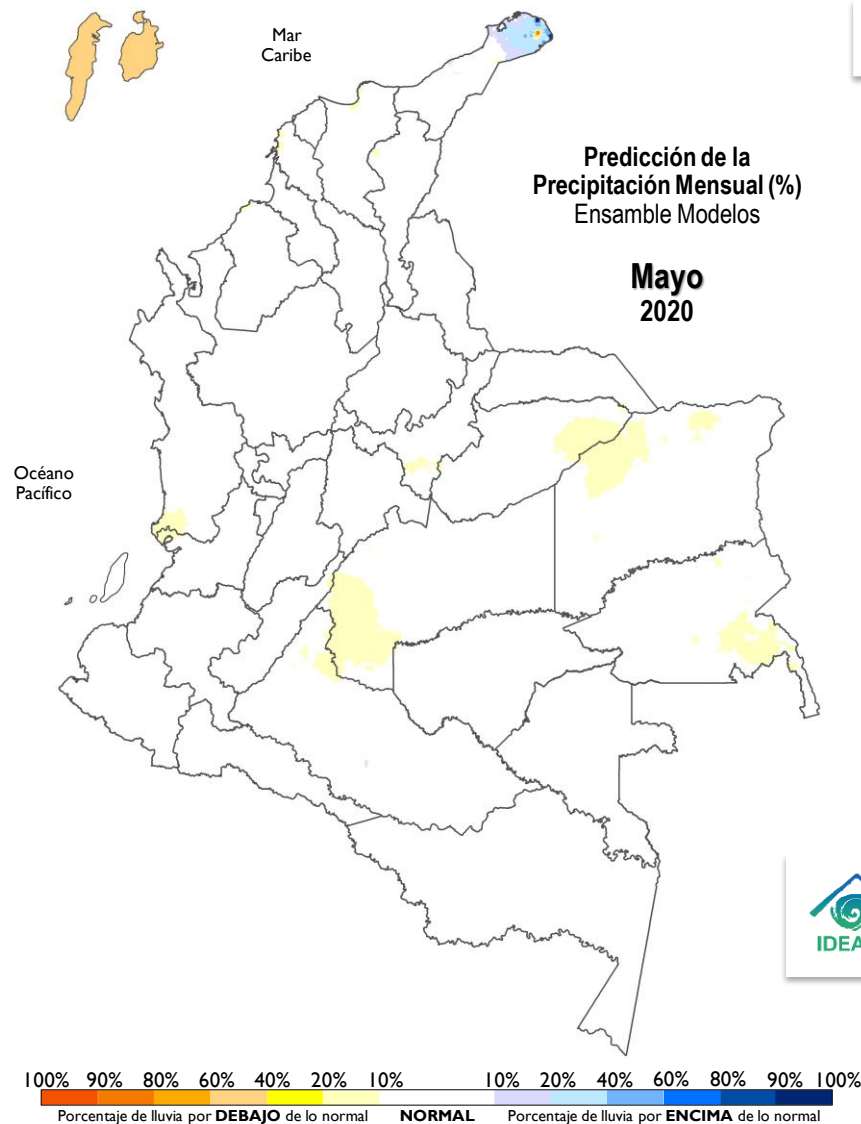 Mar
Caribe
Predicción de la
Precipitación Mensual (%)
Ensamble Modelos
Mayo
2020
Océano
Pacífico
100% 90% 80% 60% 40% 20% 10% 10% 20% 40% 60% 80% 90% 100%
Porcentaje de lluvia por DEBAJO de lo normal NORMAL Porcentaje de lluvia por ENCIMA de lo normal